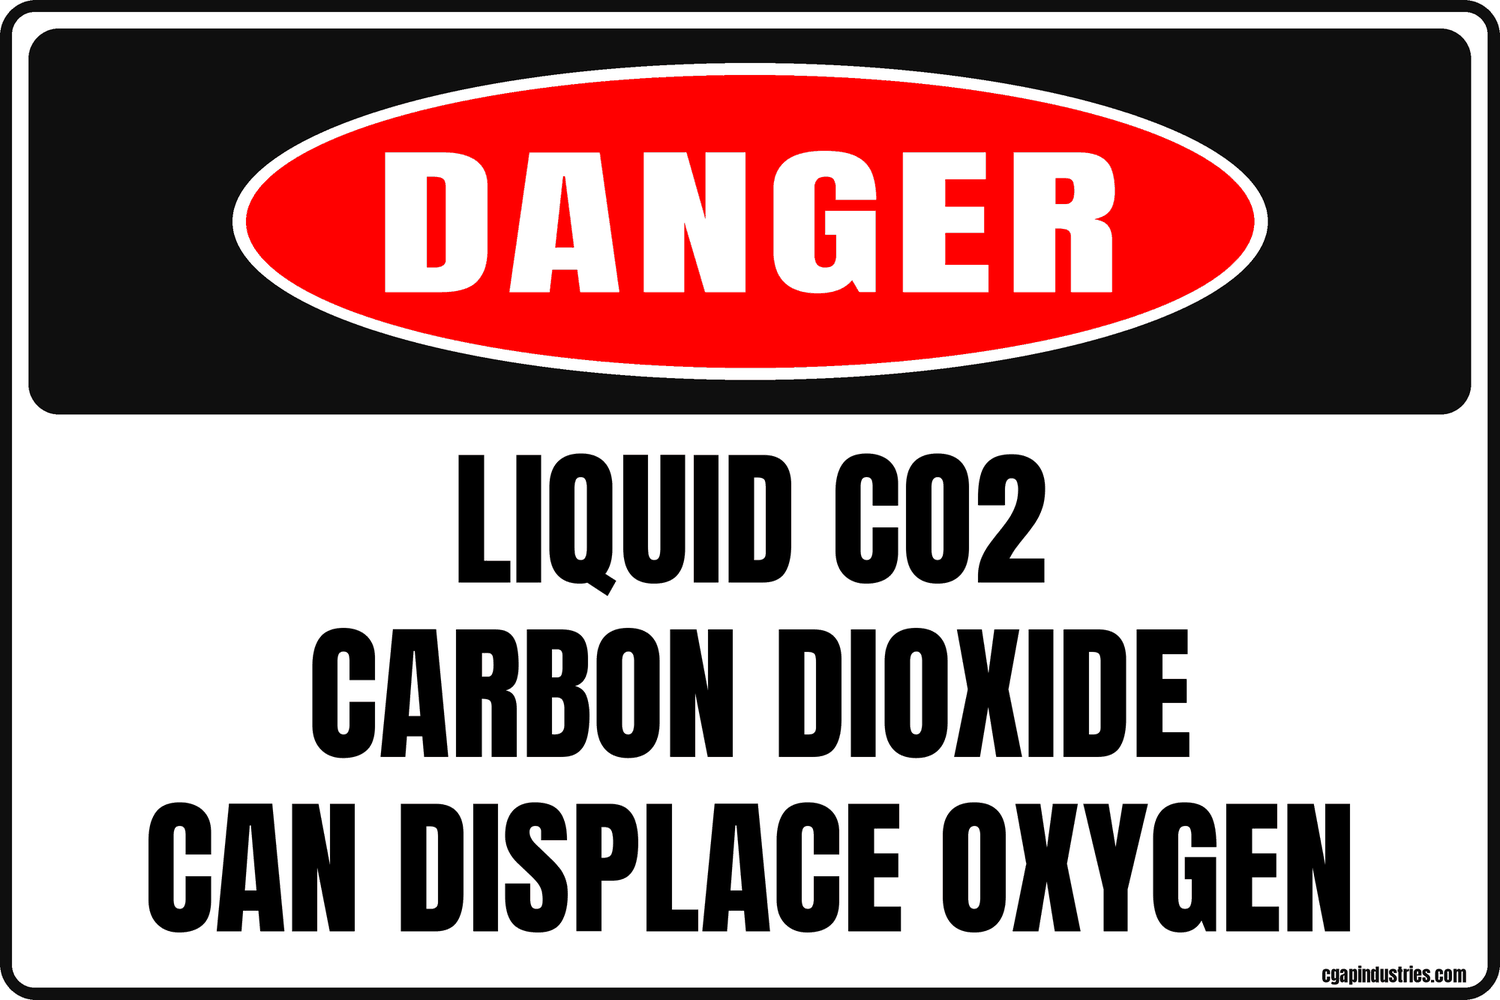 DANGER
LIQUID CO2
CARBON DIOXIDE
CAN DISPLACE OXYGEN
cgapindustries.com